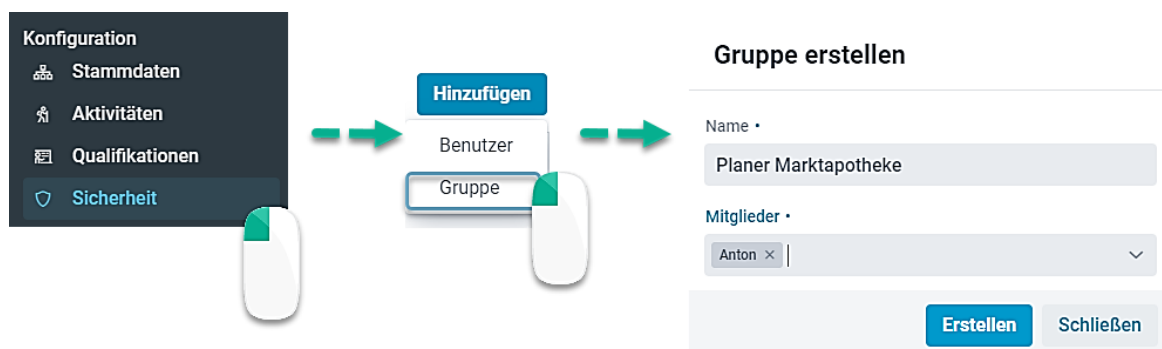 Konfiguration
Stammdaten
Aktivitäten
Qualifikationen
Sicherheit
Hinzufügen
Benutzer
Gruppe
Gruppe erstellen
Name •
Planer Marktapotheke
Mitglieder •
Anton ×
Erstellen Schließen